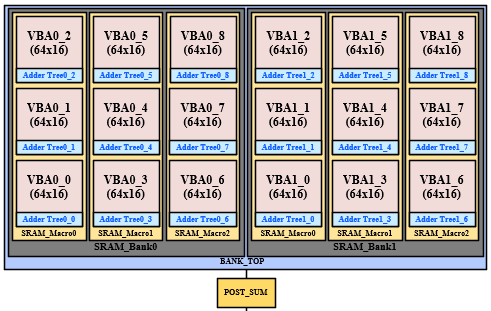 VBA0_2 VBA0_5 VBA0_8 VBA1_2 VBA1_5 VBA1_8
(64x16) (64x16) (64x16) (64x16) (64x16) (64x16)
Adder Tree0_2 Adder Tree0_5 Adder Tree0_8 Adder Tree1_2 Adder Tree1_5 Adder Tree1_8
VBA0_1 VBA0_4 VBA0_7 VBA1_1 VBA1_4 VBA1_7
(64x16) (64x16) (64x16) (64x16) (64x16) (64x16)
Adder Tree0_1 Adder Tree0_4 Adder Tree0_7 Adder Tree1_1 Adder Tree1_4 Adder Tree1_7
VBA0_0 VBA0_3 VBA0_6 VBA1_0 VBA1_3 VBA1_6
(64x16) (64x16) (64x16) (64x16) (64x16) (64x16)
Adder Tree0_0 Adder Tree0_3 Adder Tree0_6 Adder Tree1_0 Adder Tree1_3 Adder Tree1_6
SRAM_Macro0 SRAM_Macro1 SRAM_Macro2 SRAM_Macro0 SRAM_Macro1 SRAM_Macro2
SRAM_Bank0 SRAM_Bank1
BANK_TOP
POST_SUM